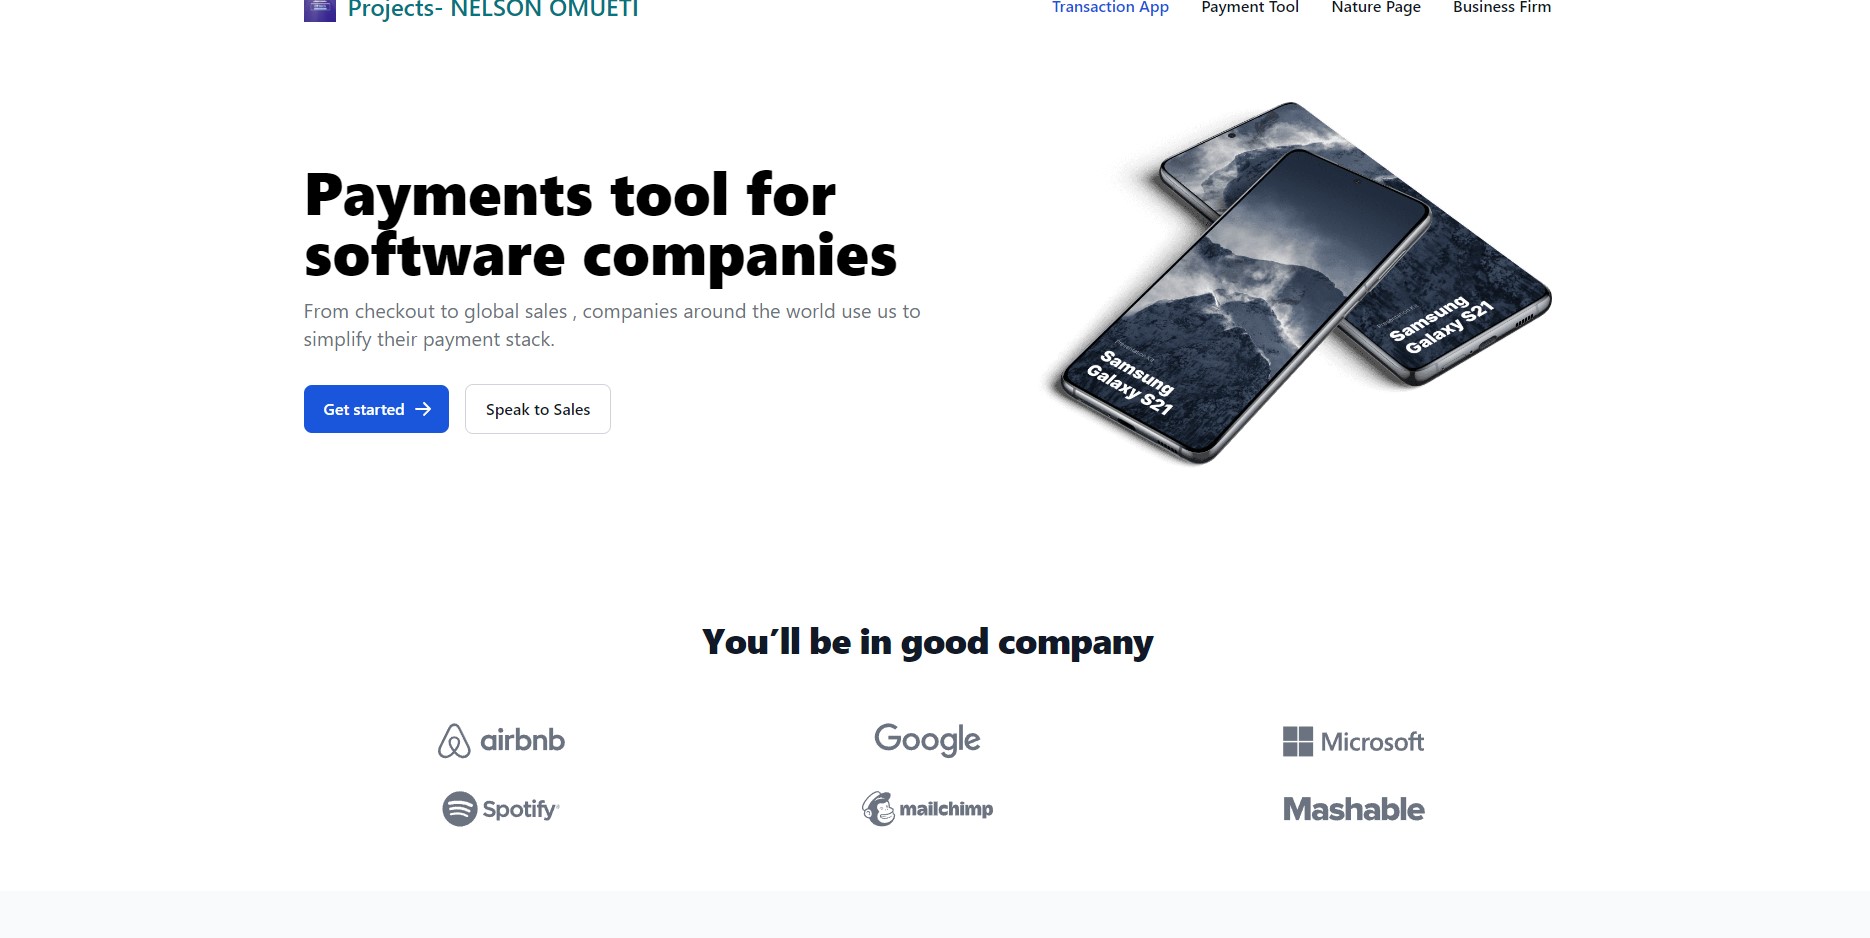 Projects- NELSON OMUETI
Transaction App
Payment Tool
Nature Page
Business Firm
Payments tool for
software companies
From checkout to global sales , companies around the world use us to
simplify their payment stack.
Get started
Speak to Sales
Samsung
Galaxy S21
Samsung
Galaxy S21
You’ll be in good company
airbnb
Google
Microsoft
Spotify
mailchimp
Mashable